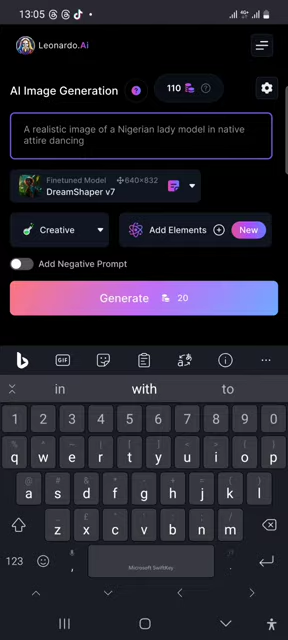 13:05
4G+
Leonardo.Ai
AI Image Generation
?
110
?
A realistic image of a Nigerian lady model in native
attire dancing
Finetuned Model 640×832
DreamShaper v7
Creative
Add Elements
New
Add Negative Prompt
Generate 20
GIF
in with to
1 2 3 4 5 6 7 8 9 0
q w e r t y u i o p
a s d f g h j k l
z x c v b n m
123 , Microsoft SwiftKey .